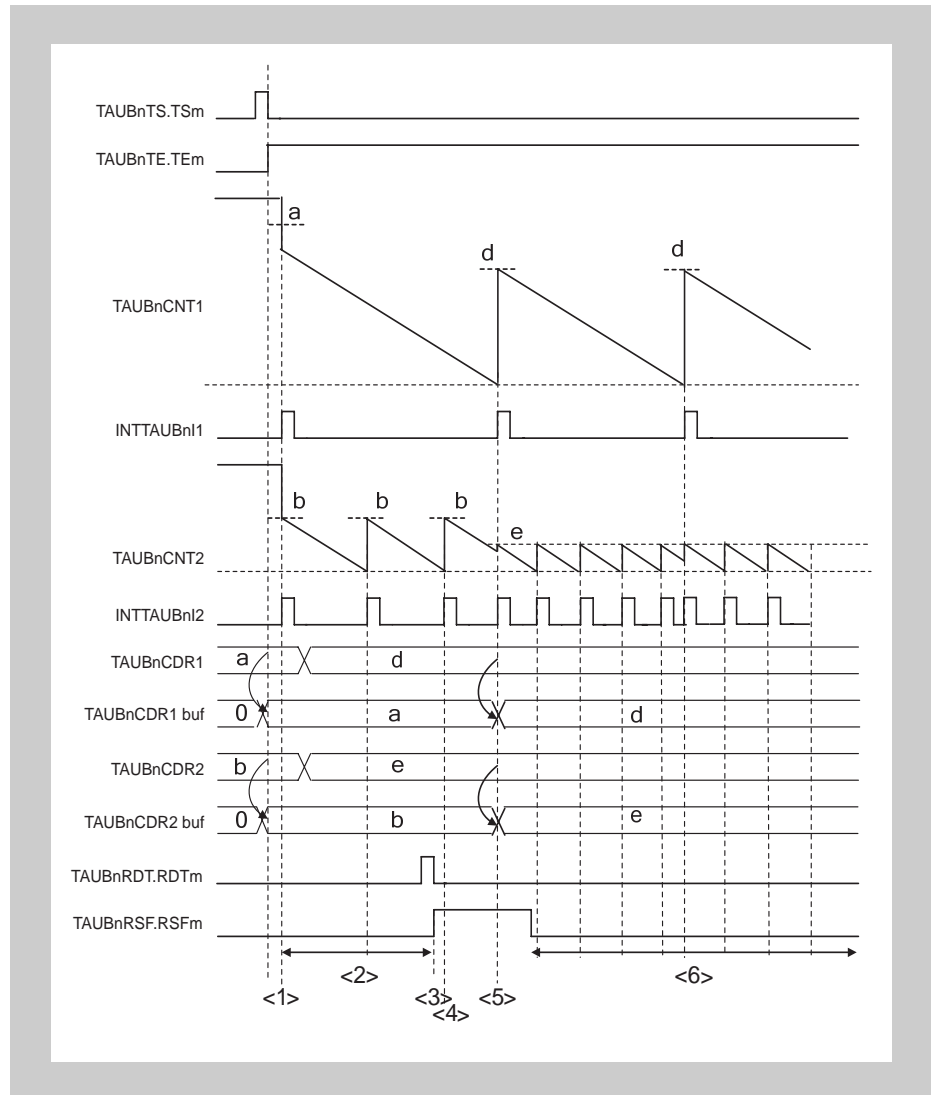 TAUBnTS.TSm
TAUBnTE.TEm
a
d
d
TAUBnCNT1
INTTAUBnI1
b
b
b
e
TAUBnCNT2
INTTAUBnI2
TAUBnCDR1
a
d
TAUBnCDR1 buf
0
a
d
TAUBnCDR2
b
e
TAUBnCDR2 buf
0
b
e
TAUBnRDT.RDTm
TAUBnRSF.RSFm
<2>
<6>
<1>
<3>
<5>
<4>